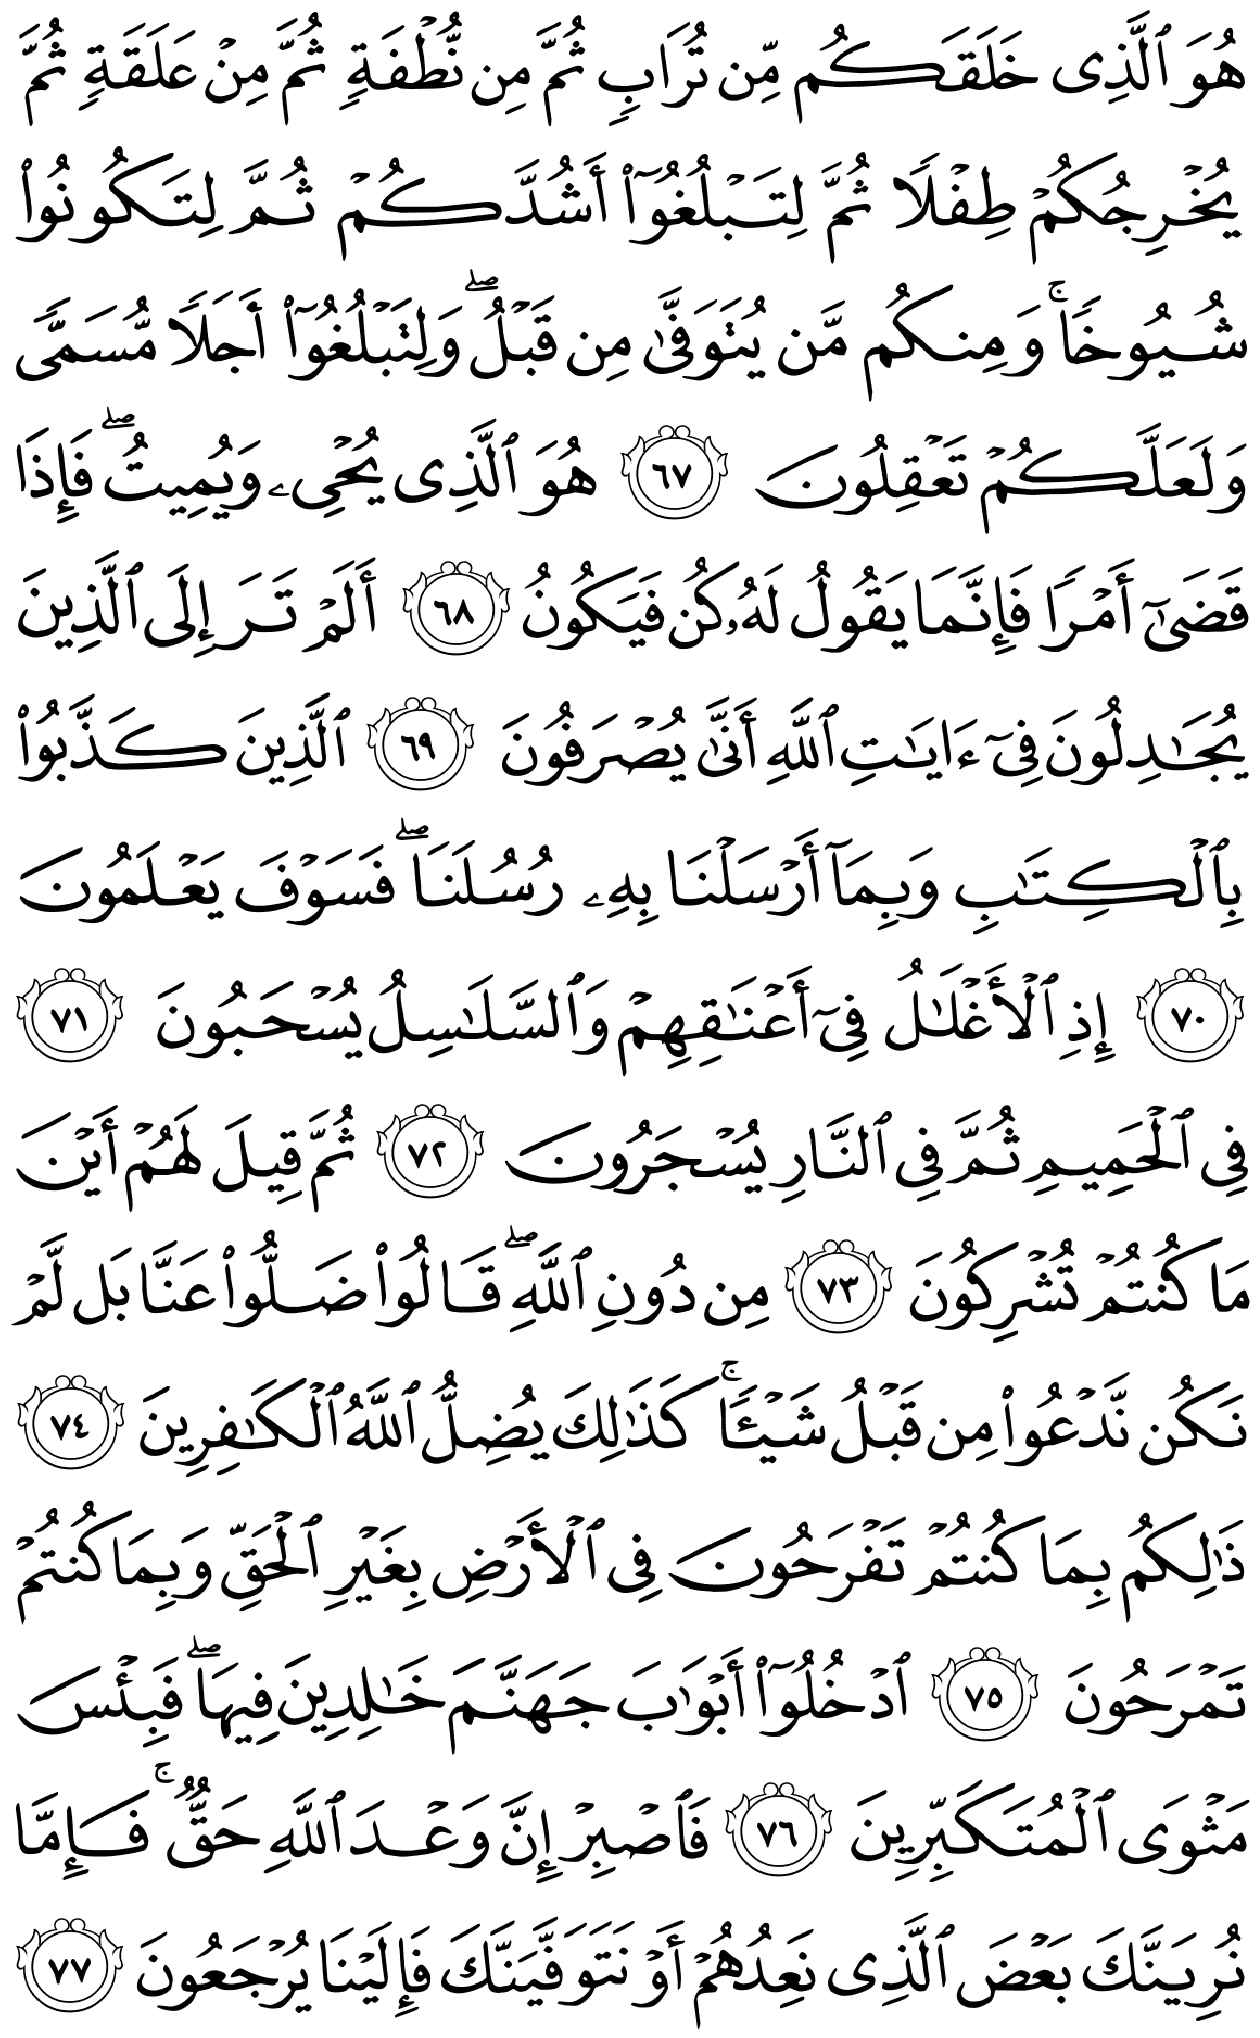 هُوَ ٱلَّذِى خَلَقَكُم مِّن تُرَابٍ ثُمَّ مِن نُّطْفَةٍ ثُمَّ مِنْ عَلَقَةٍ ثُمَّ
يُخْرِجُكُمْ طِفْلًا ثُمَّ لِتَبْلُغُوٓا۟ أَشُدَّكُمْ ثُمَّ لِتَكُونُوا۟
شُيُوخًا ۚ وَمِنكُم مَّن يُتَوَفَّىٰ مِن قَبْلُ ۖ وَلِتَبْلُغُوٓا۟ أَجَلًا مُّسَمًّى
وَلَعَلَّكُمْ تَعْقِلُونَ ٦٧ هُوَ ٱلَّذِى يُحْىِۦ وَيُمِيتُ ۖ فَإِذَا
قَضَىٰٓ أَمْرًا فَإِنَّمَا يَقُولُ لَهُۥ كُن فَيَكُونُ ٦٨ أَلَمْ تَرَ إِلَى ٱلَّذِينَ
يُجَـٰدِلُونَ فِىٓ ءَايَـٰتِ ٱللَّهِ أَنَّىٰ يُصْرَفُونَ ٦٩ ٱلَّذِينَ كَذَّبُوا۟
بِٱلْكِتَـٰبِ وَبِمَآ أَرْسَلْنَا بِهِۦ رُسُلَنَا ۖ فَسَوْفَ يَعْلَمُونَ
٧٠ إِذِ ٱلْأَغْلَـٰلُ فِىٓ أَعْنَـٰقِهِمْ وَٱلسَّلَـٰسِلُ يُسْحَبُونَ ٧١
فِى ٱلْحَمِيمِ ثُمَّ فِى ٱلنَّارِ يُسْجَرُونَ ٧٢ ثُمَّ قِيلَ لَهُمْ أَيْنَ
مَا كُنتُمْ تُشْرِكُونَ ٧٣ مِن دُونِ ٱللَّهِ ۖ قَالُوا۟ ضَلُّوا۟ عَنَّا بَل لَّمْ
نَكُن نَّدْعُوا۟ مِن قَبْلُ شَيْـًٔا ۚ كَذَٰلِكَ يُضِلُّ ٱللَّهُ ٱلْكَـٰفِرِينَ ٧٤
ذَٰلِكُم بِمَا كُنتُمْ تَفْرَحُونَ فِى ٱلْأَرْضِ بِغَيْرِ ٱلْحَقِّ وَبِمَا كُنتُمْ
تَمْرَحُونَ ٧٥ ٱدْخُلُوٓا۟ أَبْوَٰبَ جَهَنَّمَ خَـٰلِدِينَ فِيهَا ۖ فَبِئْسَ
مَثْوَى ٱلْمُتَكَبِّرِينَ ٧٦ فَٱصْبِرْ إِنَّ وَعْدَ ٱللَّهِ حَقٌّ ۚ فَإِمَّا
نُرِيَنَّكَ بَعْضَ ٱلَّذِى نَعِدُهُمْ أَوْ نَتَوَفَّيَنَّكَ فَإِلَيْنَا يُرْجَعُونَ ٧٧